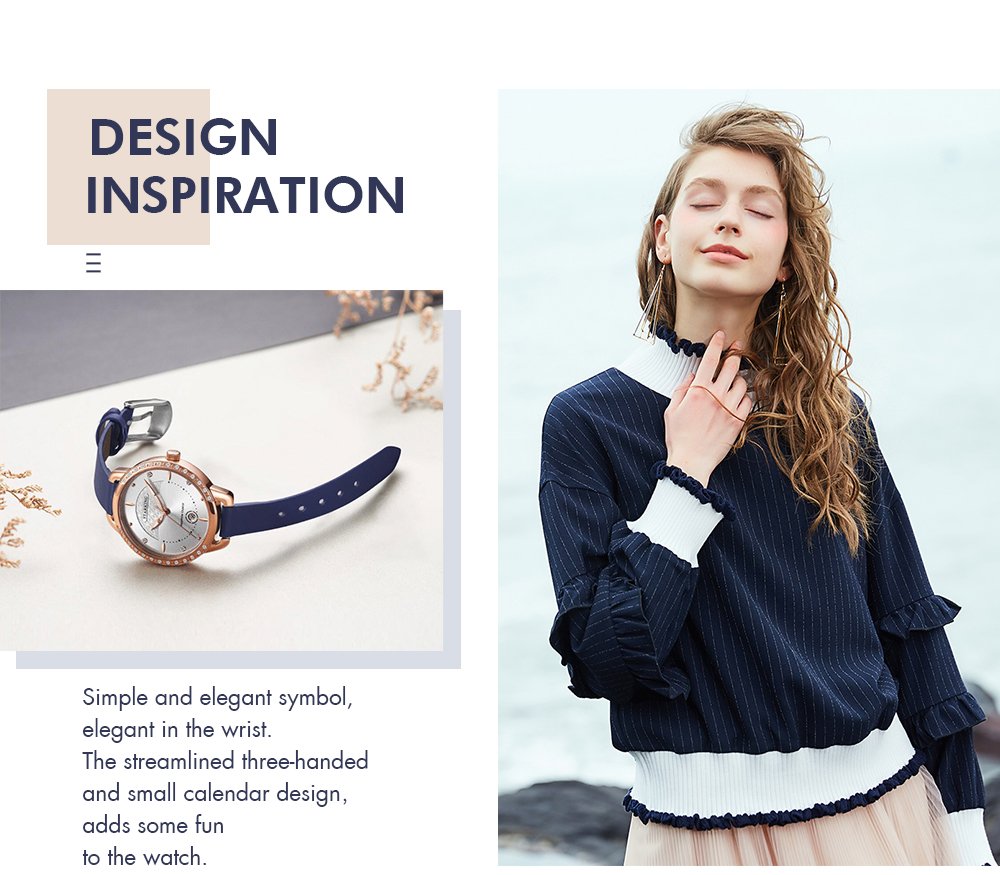 DESIGN
INSPIRATION
STARKING
Simple and elegant symbol,
elegant in the wrist.
The streamlined three-handed
and small calendar design,
adds some fun
to the watch.